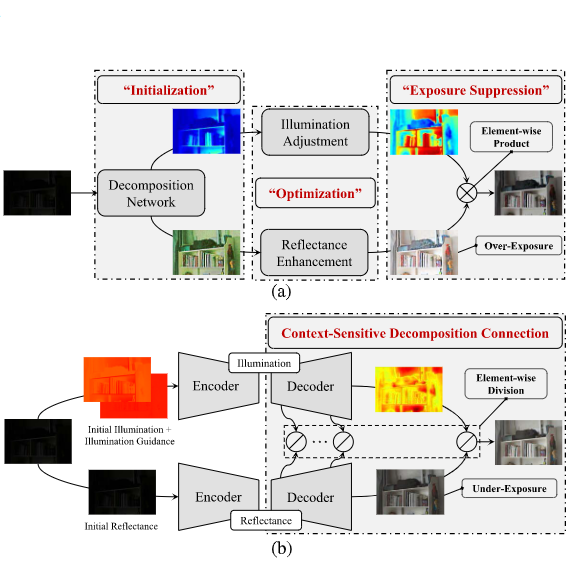 “Initialization”
“Exposure Suppression”
Illumination
Adjustment
Element-wise
Product
Decomposition
Network
“Optimization”
Reflectance
Enhancement
Over-Exposure
(a)
Context-Sensitive Decomposition Connection
Illumination
Encoder
Decoder
Element-wise
Division
Initial Illumination +
Illumination Guidance
Encoder
Decoder
Under-Exposure
Initial Reflectance
Reflectance
(b)